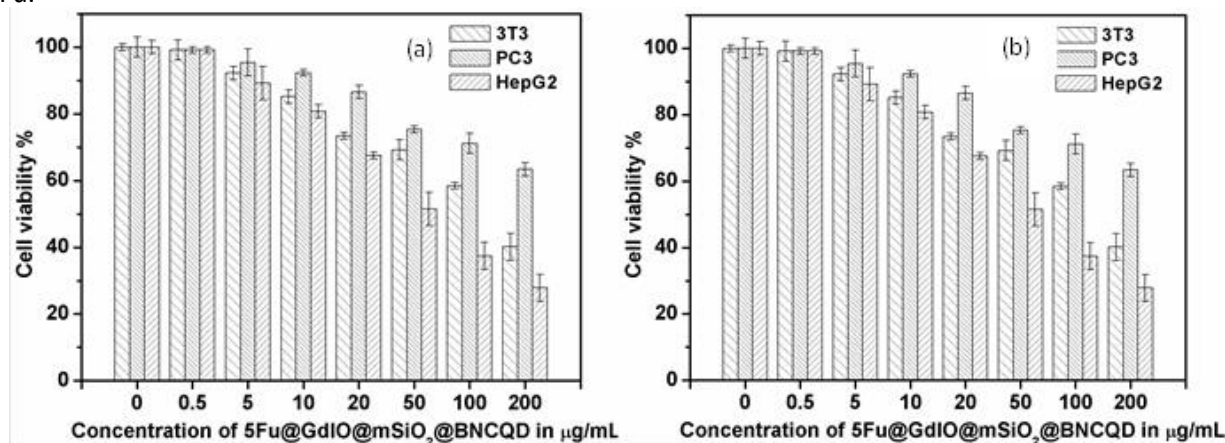 (a)
3T3
PC3
HepG2
Cell viability %
100
80
60
40
20
0
0 0.5 5 10 20 50 100 200
Concentration of 5Fu@GdIO@mSiO₂@BNCQD in μg/mL
(b)
3T3
PC3
HepG2
Cell viability %
100
80
60
40
20
0
0 0.5 5 10 20 50 100 200
Concentration of 5Fu@GdIO@mSiO₂@BNCQD in μg/mL